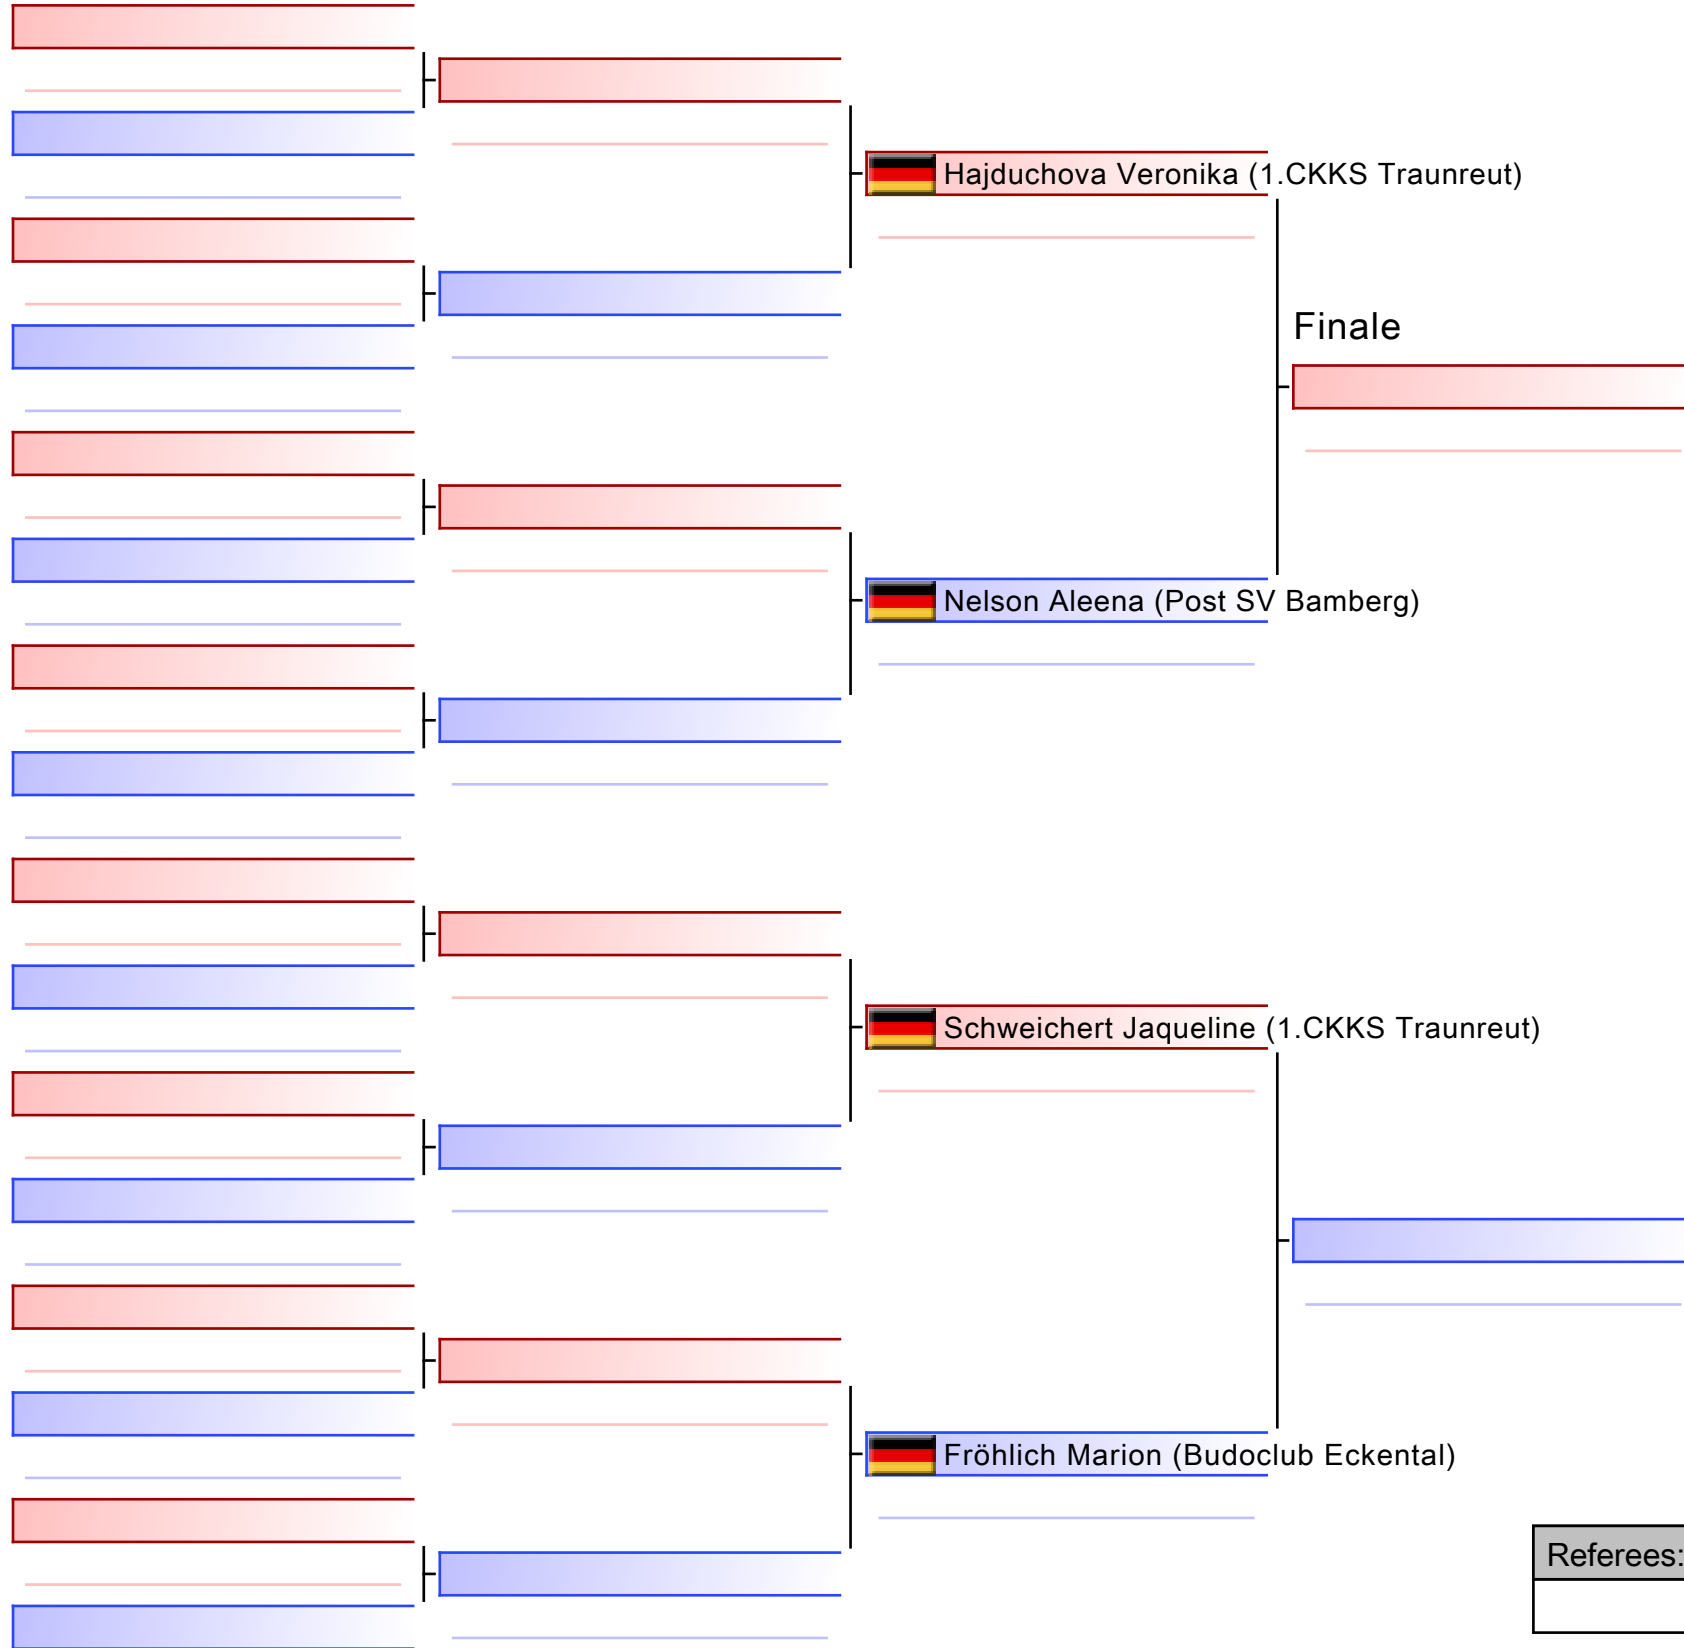 Hajduchova Veronika (1.CKKS Traunreut)
Finale
Nelson Aleena (Post SV Bamberg)
Schweichert Jaqueline (1.CKKS Traunreut)
Fröhlich Marion (Budoclub Eckental)
Referees: